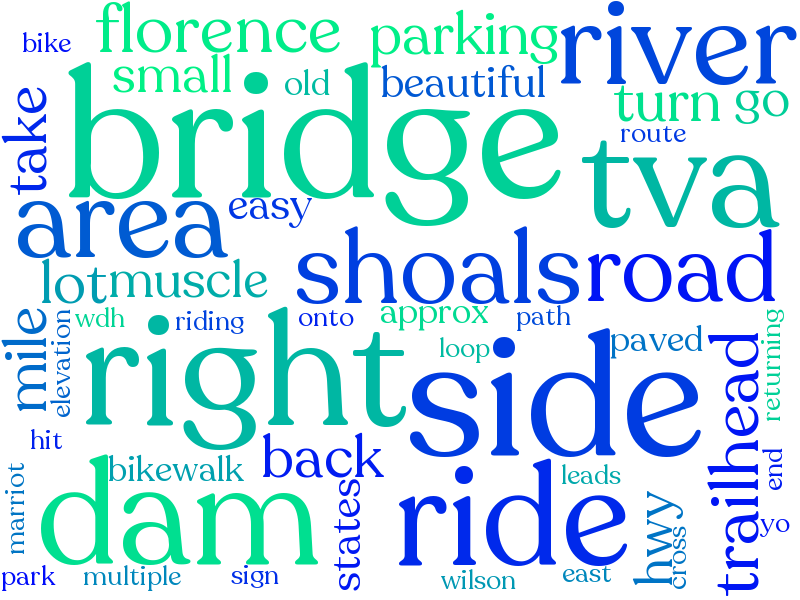 florence
parking
river
bike
small
old
beautiful
turn
go
take
bridge
route
tva
area
easy
shoals
road
lot
muscle
mile
elevation
wdh
riding
onto
approx
path
right
loop
side
paved
trailhead
returning
hit
back
bikewalk
marriot
dam
states
ride
leads
hwy
cross
end
yo
park
multiple
sign
wilson
east